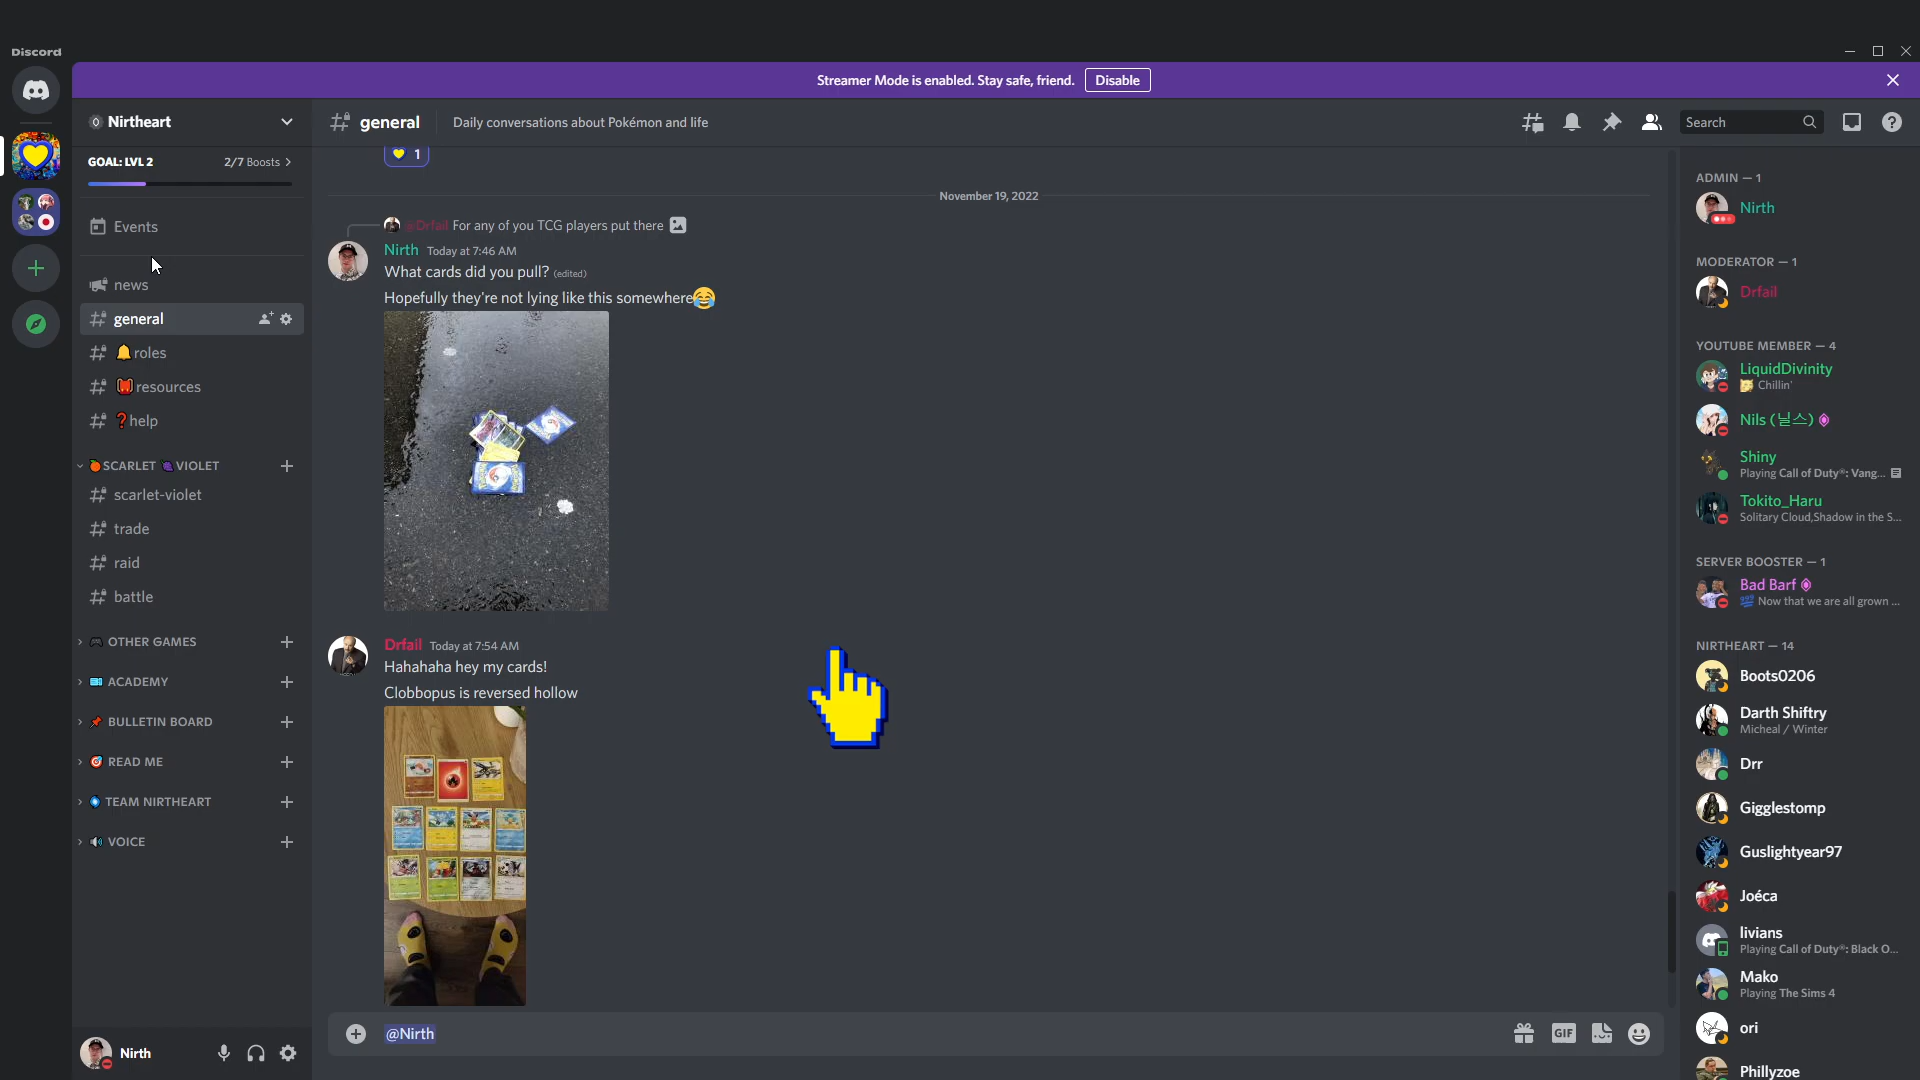 Discord
Streamer Mode is enabled. Stay safe, friend. Disable
Nirtheart
GOAL: LVL 2 2/7 Boosts
Events
news
general
roles
resources
help
SCARLET VIOLET
scarlet-violet
trade
raid
battle
OTHER GAMES
ACADEMY
BULLETIN BOARD
READ ME
TEAM NIRTHEART
VOICE
Nirth
general Daily conversations about Pokémon and life
Search
1
November 19, 2022
@Drfail For any of you TCG players put there
Nirth Today at 7:46 AM
What cards did you pull? (edited)
Hopefully they're not lying like this somewhere
Drfail Today at 7:54 AM
Hahahaha hey my cards!
Clobbopus is reversed hollow
@Nirth
GIF
ADMIN — 1
Nirth
MODERATOR — 1
Drfail
YOUTUBE MEMBER — 4
LiquidDivinity
Chillin'
Nils (닐스)
Shiny
Playing Call of Duty®: Vang...
Tokito_Haru
Solitary Cloud,Shadow in the S...
SERVER BOOSTER — 1
Bad Barf
Now that we are all grown ...
NIRTHEART — 14
Boots0206
Darth Shiftry
Micheal / Winter
Drr
Gigglestomp
Guslightyear97
Joéca
livians
Playing Call of Duty®: Black O...
Mako
Playing The Sims 4
ori
Phillyzoe